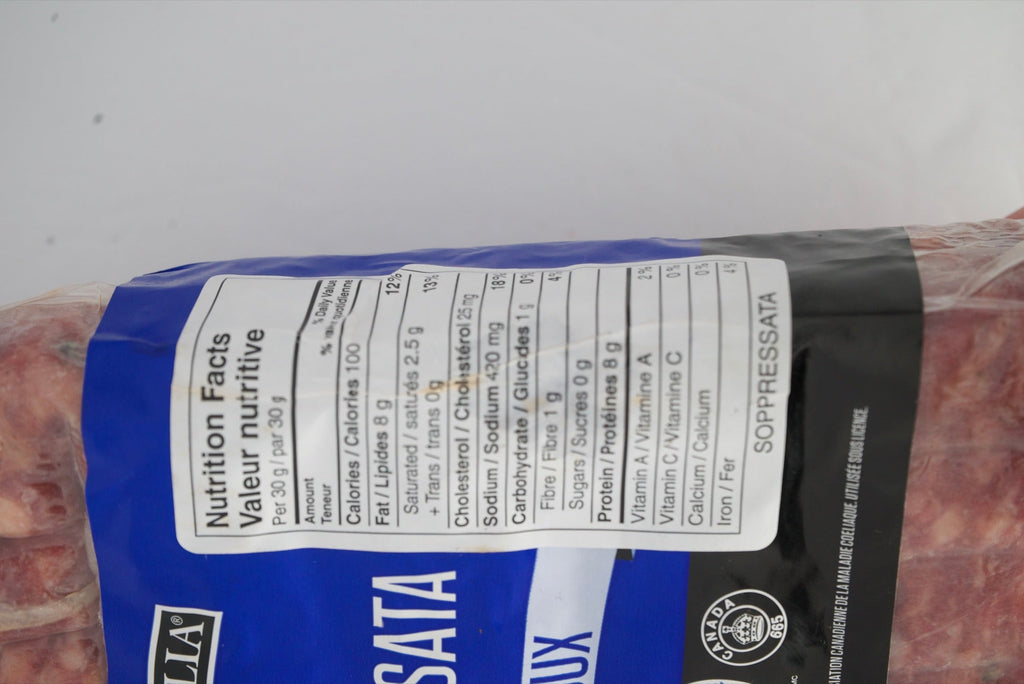 Nutrition Facts
Valeur nutritive
Per 30 g / par 30 g
Amount % Daily Value
Teneur % valeur quotidienne
Calories / Calories 100
Fat / Lipides 8 g 12%
Saturated / saturés 2.5 g 13%
+ Trans / trans 0g
Cholesterol / Cholestérol 25 mg
Sodium / Sodium 420 mg 18%
Carbohydrate / Glucides 1 g 0%
Fibre / Fibre 1 g 4%
Sugars / Sucres 0 g
Protein / Protéines 8 g
Vitamin A / Vitamine A 2%
Vitamin C / Vitamine C 0%
Calcium / Calcium 0%
Iron / Fer 4%
SOPPRESSATA
LIA®
SATA
UX
CANADA
665
MC
IATION CANADIENNE DE LA MALADIE COELIAQUE. UTILISÉE SOUS LICENCE.